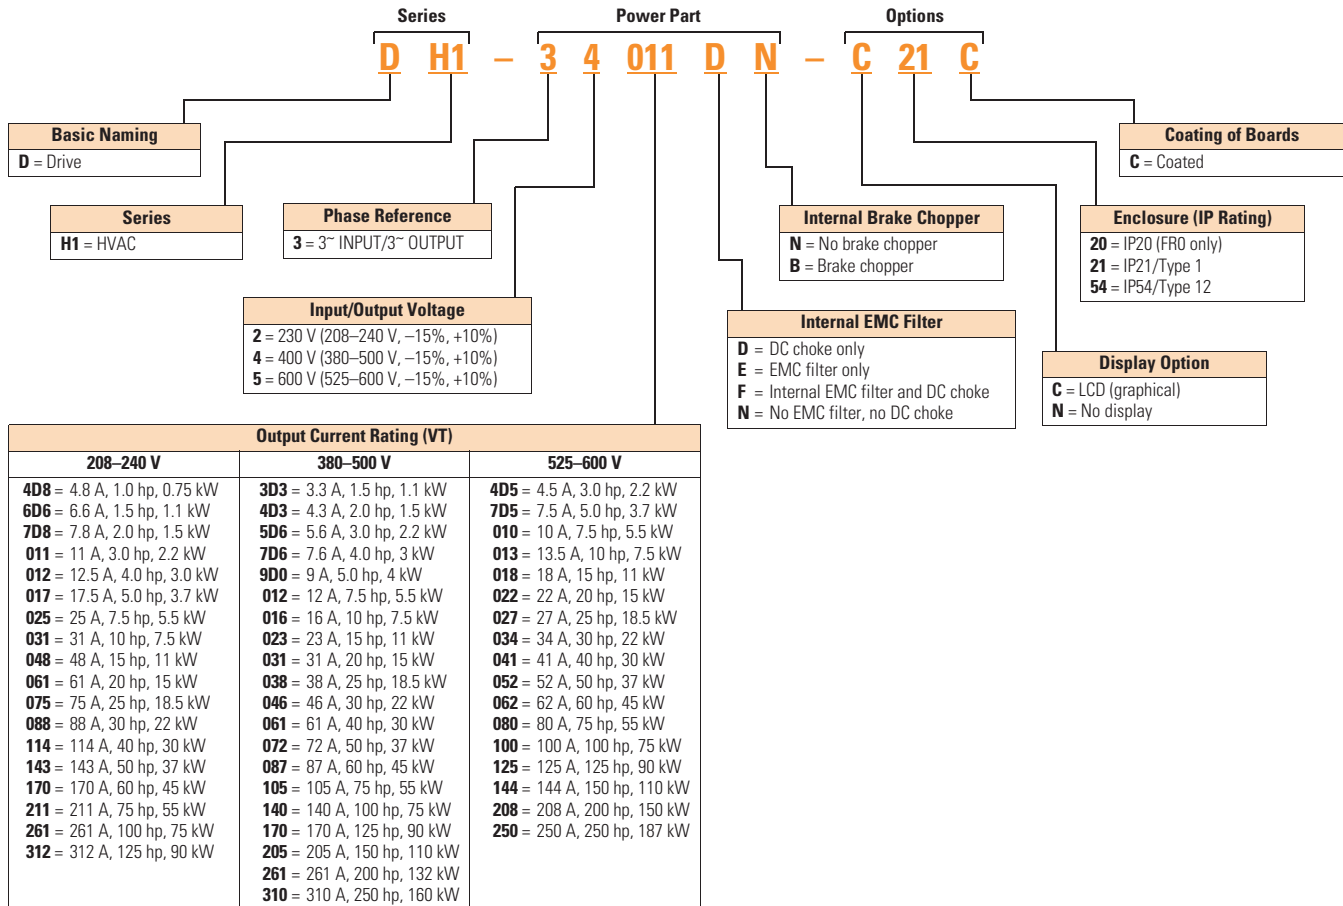 Series Power Part Options
D H1 – 3 4 011 D N – C 21 C
Basic Naming
D = Drive
Series
H1 = HVAC
Phase Reference
3 = 3~ INPUT/3~ OUTPUT
Input/Output Voltage
2 = 230 V (208–240 V, –15%, +10%)
4 = 400 V (380–500 V, –15%, +10%)
5 = 600 V (525–600 V, –15%, +10%)
Internal Brake Chopper
N = No brake chopper
B = Brake chopper
Internal EMC Filter
D = DC choke only
E = EMC filter only
F = Internal EMC filter and DC choke
N = No EMC filter, no DC choke
Coating of Boards
C = Coated
Enclosure (IP Rating)
20 = IP20 (FR0 only)
21 = IP21/Type 1
54 = IP54/Type 12
Display Option
C = LCD (graphical)
N = No display
Output Current Rating (VT)
208–240 V
4D8 = 4.8 A, 1.0 hp, 0.75 kW
6D6 = 6.6 A, 1.5 hp, 1.1 kW
7D8 = 7.8 A, 2.0 hp, 1.5 kW
011 = 11 A, 3.0 hp, 2.2 kW
012 = 12.5 A, 4.0 hp, 3.0 kW
017 = 17.5 A, 5.0 hp, 3.7 kW
025 = 25 A, 7.5 hp, 5.5 kW
031 = 31 A, 10 hp, 7.5 kW
048 = 48 A, 15 hp, 11 kW
061 = 61 A, 20 hp, 15 kW
075 = 75 A, 25 hp, 18.5 kW
088 = 88 A, 30 hp, 22 kW
114 = 114 A, 40 hp, 30 kW
143 = 143 A, 50 hp, 37 kW
170 = 170 A, 60 hp, 45 kW
211 = 211 A, 75 hp, 55 kW
261 = 261 A, 100 hp, 75 kW
312 = 312 A, 125 hp, 90 kW
380–500 V
3D3 = 3.3 A, 1.5 hp, 1.1 kW
4D3 = 4.3 A, 2.0 hp, 1.5 kW
5D6 = 5.6 A, 3.0 hp, 2.2 kW
7D6 = 7.6 A, 4.0 hp, 3 kW
9D0 = 9 A, 5.0 hp, 4 kW
012 = 12 A, 7.5 hp, 5.5 kW
016 = 16 A, 10 hp, 7.5 kW
023 = 23 A, 15 hp, 11 kW
031 = 31 A, 20 hp, 15 kW
038 = 38 A, 25 hp, 18.5 kW
046 = 46 A, 30 hp, 22 kW
061 = 61 A, 40 hp, 30 kW
072 = 72 A, 50 hp, 37 kW
087 = 87 A, 60 hp, 45 kW
105 = 105 A, 75 hp, 55 kW
140 = 140 A, 100 hp, 75 kW
170 = 170 A, 125 hp, 90 kW
205 = 205 A, 150 hp, 110 kW
261 = 261 A, 200 hp, 132 kW
310 = 310 A, 250 hp, 160 kW
525–600 V
4D5 = 4.5 A, 3.0 hp, 2.2 kW
7D5 = 7.5 A, 5.0 hp, 3.7 kW
010 = 10 A, 7.5 hp, 5.5 kW
013 = 13.5 A, 10 hp, 7.5 kW
018 = 18 A, 15 hp, 11 kW
022 = 22 A, 20 hp, 15 kW
027 = 27 A, 25 hp, 18.5 kW
034 = 34 A, 30 hp, 22 kW
041 = 41 A, 40 hp, 30 kW
052 = 52 A, 50 hp, 37 kW
062 = 62 A, 60 hp, 45 kW
080 = 80 A, 75 hp, 55 kW
100 = 100 A, 100 hp, 75 kW
125 = 125 A, 125 hp, 90 kW
144 = 144 A, 150 hp, 110 kW
208 = 208 A, 200 hp, 150 kW
250 = 250 A, 250 hp, 187 kW